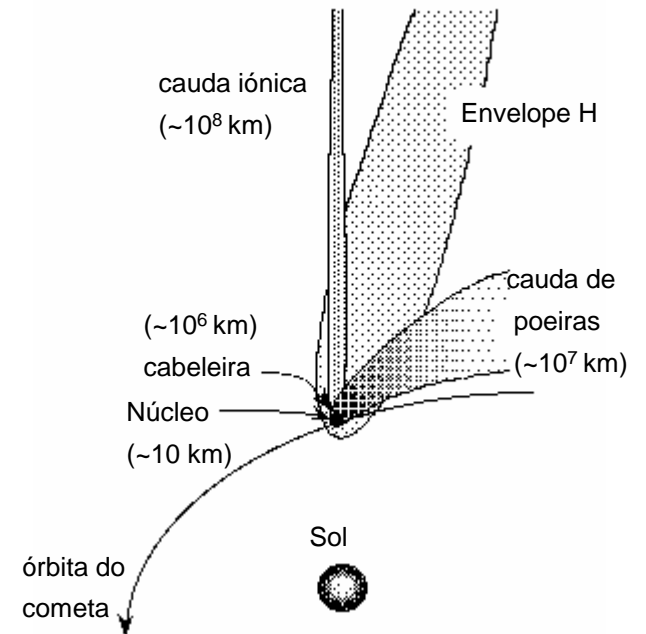 cauda iónica
(~10⁸ km)
Envelope H
cauda de
poeiras
(~10⁷ km)
(~10⁶ km)
cabeleira
Núcleo
(~10 km)
Sol
órbita do
cometa